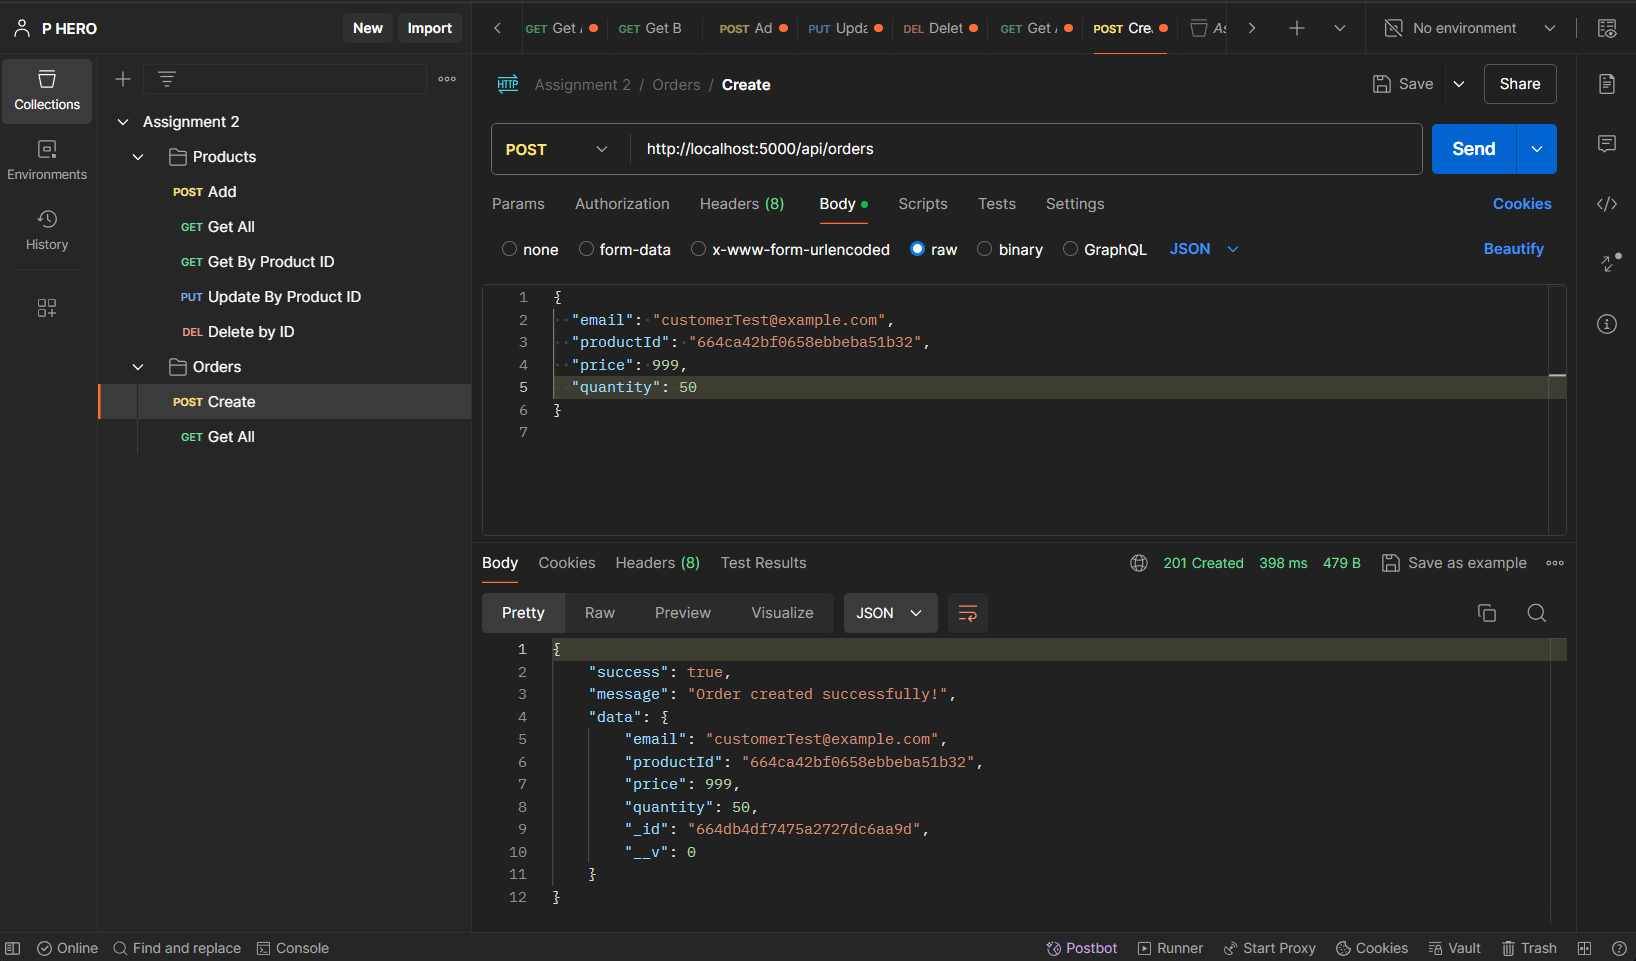 P HERO New Import GET Get POST Ad PUT DEL Delet GET Get POST Cre No environment
GET Get B
Collections
Environments
History
Assignment 2
Products
POST Add
GET Get All
GET Get By Product ID
PUT Update By Product ID
DEL Delete by ID
Orders
POST Create
GET Get All
HTTP Assignment 2 / Orders / Create Save Share
POST http://localhost:5000/api/orders Send
Params Authorization Headers (8) Body Scripts Tests Settings Cookies
none form-data x-www-form-urlencoded raw binary GraphQL JSON Beautify
1 {
2 "email": "customerTest@example.com",
3 "productId": "664ca42bf0658ebbeba51b32",
4 "price": 999,
5 "quantity": 50
6 }
7
Body Cookies Headers (8) Test Results 201 Created 398 ms 479 B Save as example
Pretty Raw Preview Visualize JSON
1 {
2 "success": true,
3 "message": "Order created successfully!",
4 "data": {
5 "email": "customerTest@example.com",
6 "productId": "664ca42bf0658ebbeba51b32",
7 "price": 999,
8 "quantity": 50,
9 "_id": "664db4df7475a2727dc6aa9d",
10 "__v": 0
11 }
12 }
Online Find and replace Console Postbot Runner Start Proxy Cookies Vault Trash